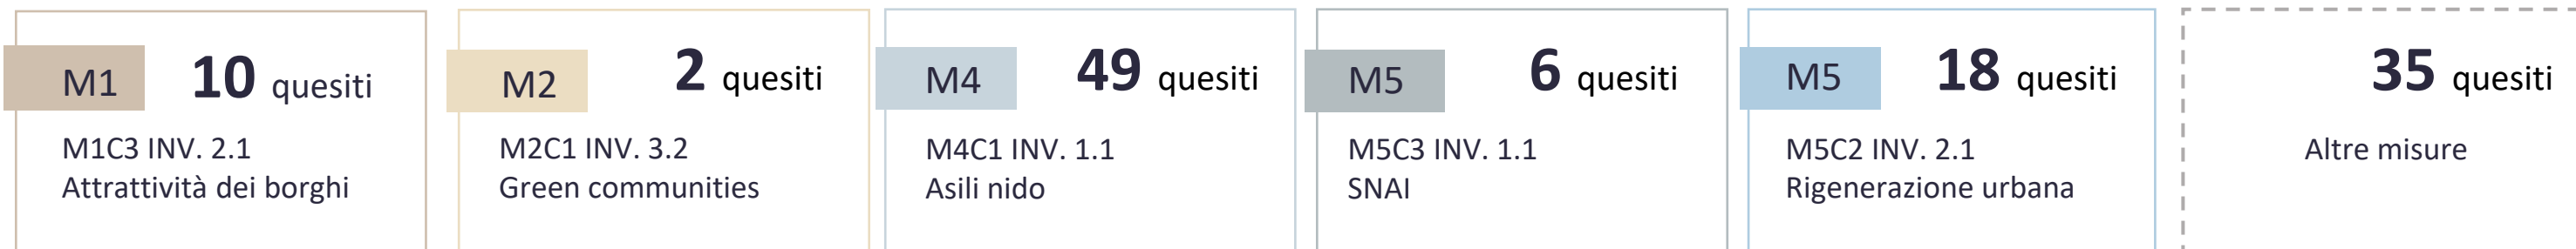 M1
10 quesiti
M1C3 INV. 2.1
Attrattività dei borghi
M2
2 quesiti
M2C1 INV. 3.2
Green communities
M4
49 quesiti
M4C1 INV. 1.1
Asili nido
M5
6 quesiti
M5C3 INV. 1.1
SNAI
M5
18 quesiti
M5C2 INV. 2.1
Rigenerazione urbana
35 quesiti
Altre misure